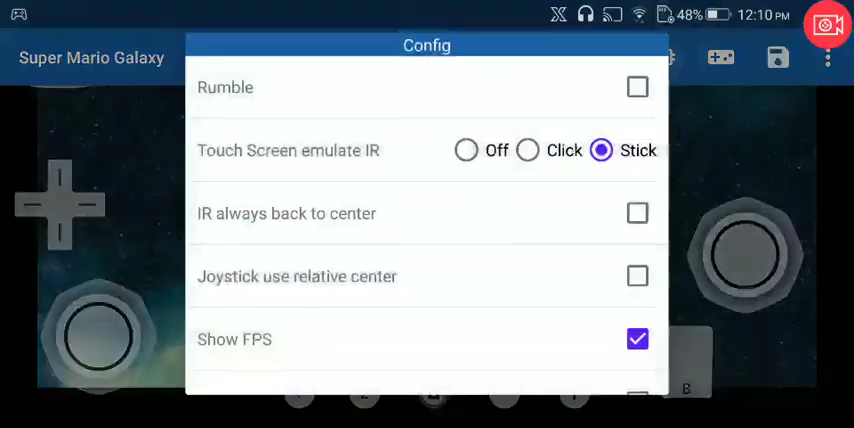 48% 12:10 PM
Super Mario Galaxy
Config
Rumble
Touch Screen emulate IR Off Click Stick
IR always back to center
Joystick use relative center
Show FPS
B